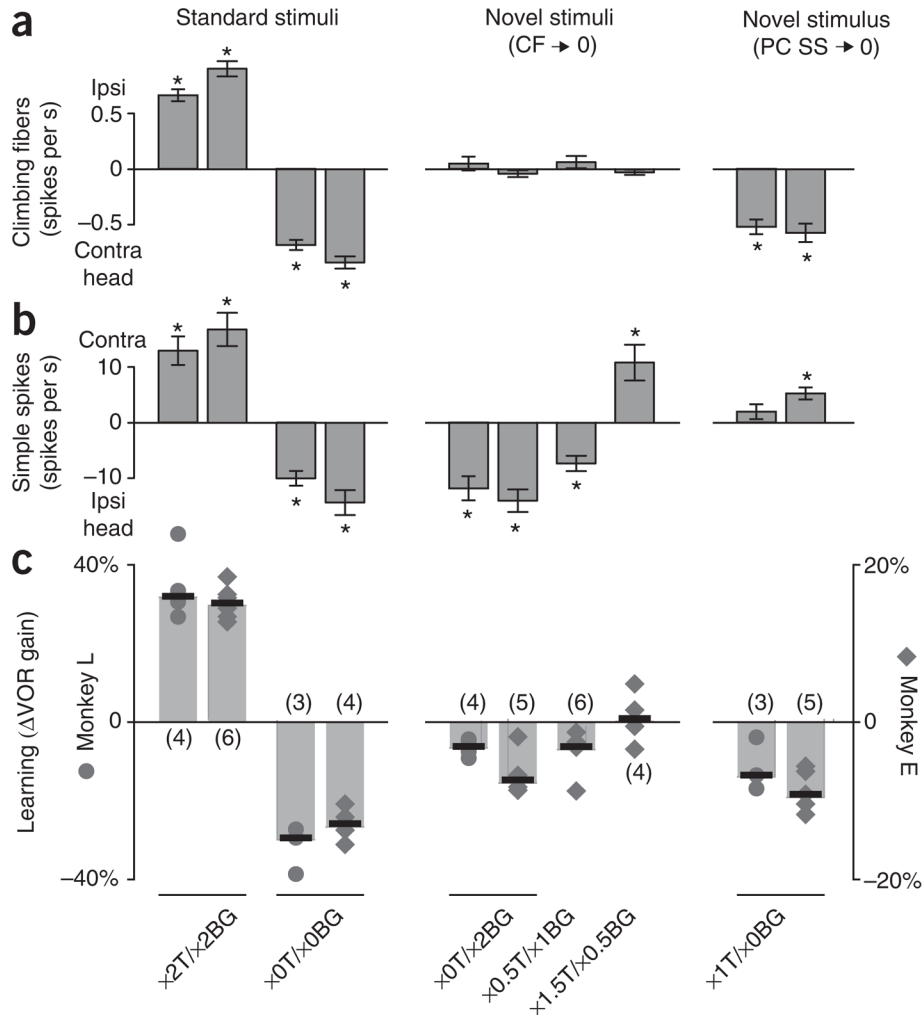 a
Standard stimuli
Novel stimuli
(CF → 0)
Novel stimulus
(PC SS → 0)
Climbing fibers
(spikes per s)
Ipsi
0.5
0
–0.5
Contra
head
* * * * * *
b
Simple spikes
(spikes per s)
Contra
10
0
–10
Ipsi
head
* * * * * * * * *
c
Learning (ΔVOR gain)
Monkey L
40%
0
–40%
(4) (6) (3) (4) (4) (5) (6) (4) (3) (5)
20%
0
–20%
Monkey E
×2T/×2BG
×0T/×0BG
×0T/×2BG
×0.5T/×1BG
×1.5T/×0.5BG
×1T/×0BG